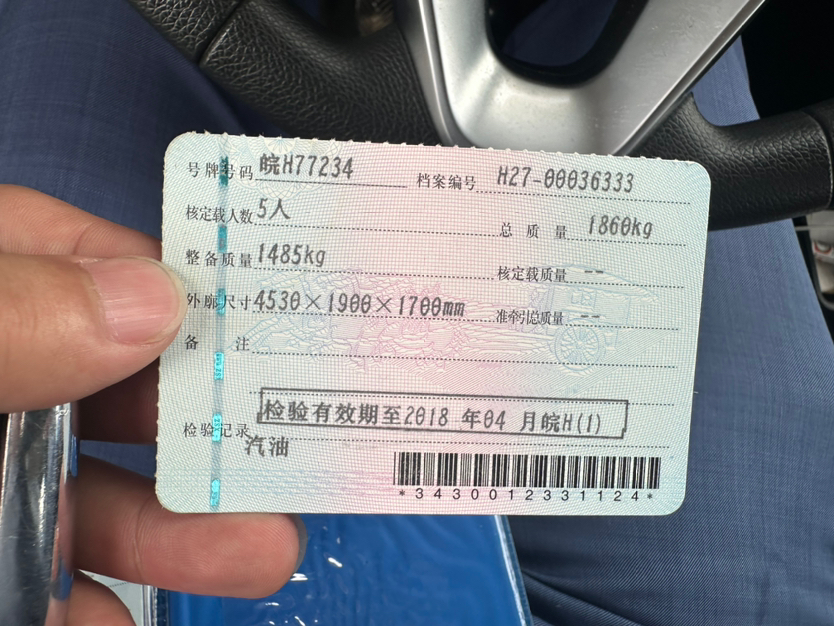 号牌号码 皖H77234 档案编号 H27-00036333
核定载人数 5人 总质量 1860kg
整备质量 1485kg 核定载质量 --
外廓尺寸 4530×1900×1700mm 准牵引总质量 --
备注
检验记录 检验有效期至2018 年04 月皖H(1)
汽油
*3430012331124*